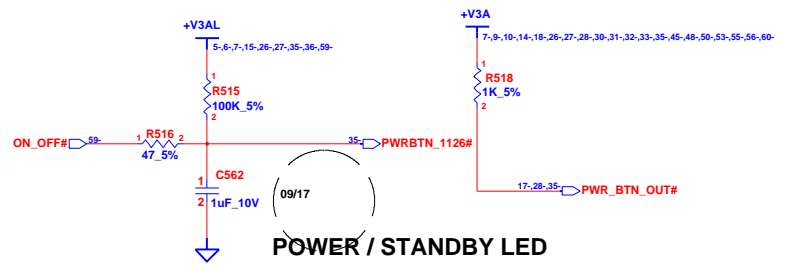 +V3AL
5-,6-,7-,15-,26-,27-,35-,36-,59-
1
R515
100K_5%
2
ON_OFF# 59- 1 R516 2
47_5%
35- PWRBTN_1126#
1 C562
2 1uF_10V
09/17
+V3A
7-,9-,10-,14-,18-,26-,27-,28-,30-,31-,32-,33-,35-,45-,48-,50-,53-,55-,56-,60-
1
R518
1K_5%
2
17-,28-,35- PWR_BTN_OUT#
POWER / STANDBY LED